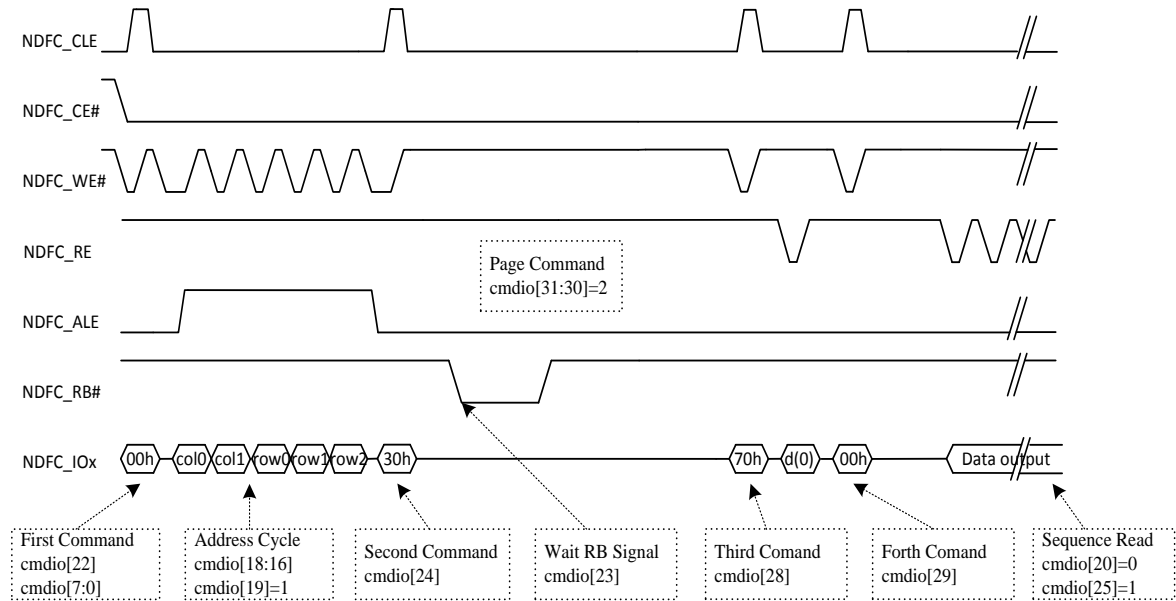 NDFC_CLE
NDFC_CE#
NDFC_WE#
NDFC_RE
Page Command
cmdio[31:30]=2
NDFC_ALE
NDFC_RB#
NDFC_IOx 00h col0 col1 row0 row1 row2 30h 70h d(0) 00h Data output
First Command
cmdio[22]
cmdio[7:0]
Address Cycle
cmdio[18:16]
cmdio[19]=1
Second Command
cmdio[24]
Wait RB Signal
cmdio[23]
Third Comand
cmdio[28]
Forth Comand
cmdio[29]
Sequence Read
cmdio[20]=0
cmdio[25]=1